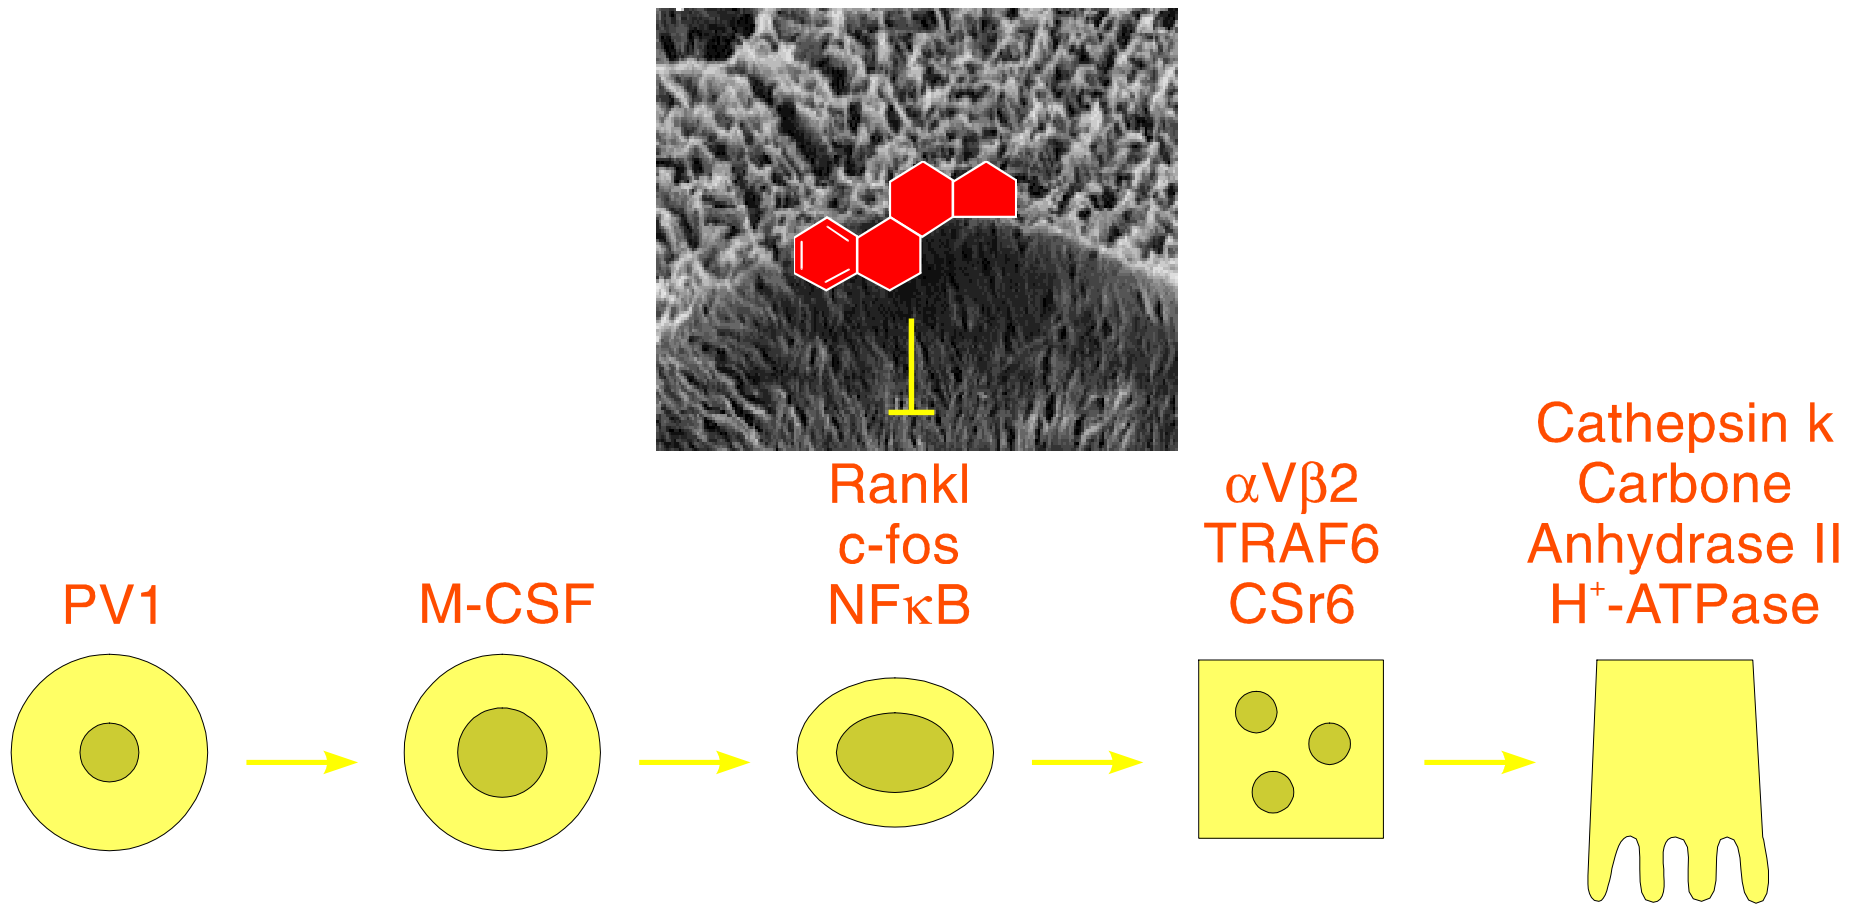 PV1
M-CSF
Rankl
c-fos
NFκB
αVβ2
TRAF6
CSr6
Cathepsin k
Carbone
Anhydrase II
H⁺-ATPase